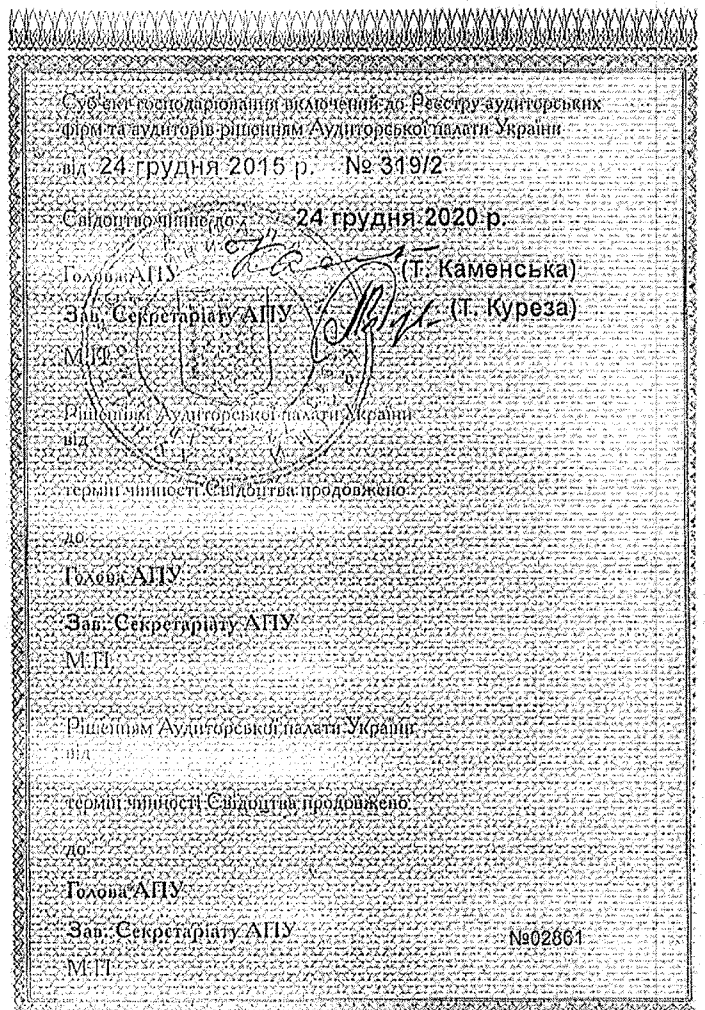 Суб'єкт господарювання включений до Реєстру аудиторських
фірм та аудиторів рішенням Аудиторської палати України
від 24 грудня 2015 р. № 319/2
Свідоцтво чинне до 24 грудня 2020 р.
Голова АПУ (Т. Каменська)
Зав. Секретаріату АПУ (Т. Куреза)
М.П.
Рішенням Аудиторської палати України
від
термін чинності Свідоцтва продовжено
до
Голова АПУ
Зав. Секретаріату АПУ
М.П.
Рішенням Аудиторської палати України
від
термін чинності Свідоцтва продовжено
до
Голова АПУ
Зав. Секретаріату АПУ
№02861
М.П.